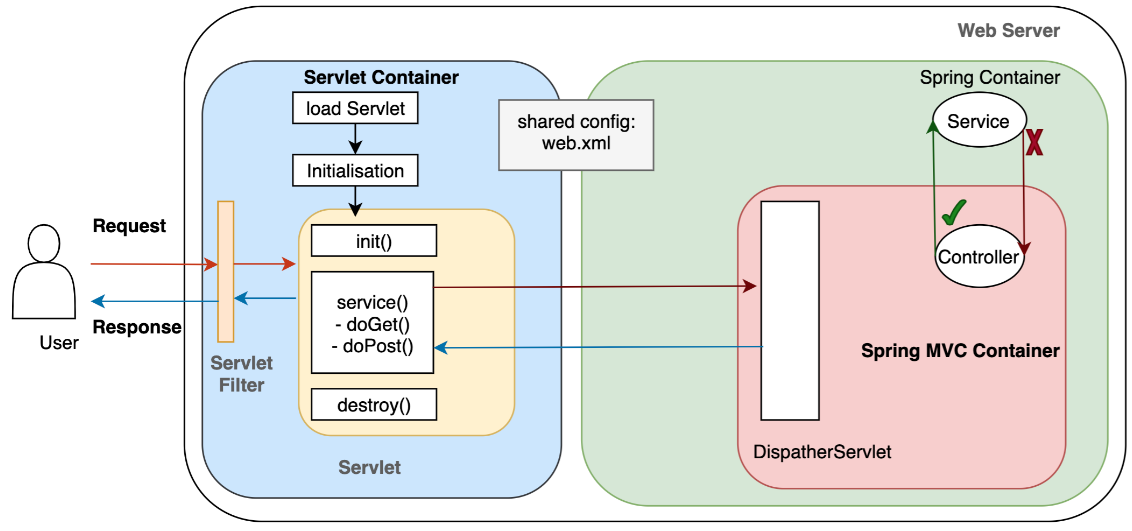 Web Server
Servlet Container
Spring Container
load Servlet
shared config:
web.xml
Service
X
Initialisation
Request
init()
Controller
service()
- doGet()
- doPost()
Response
User
Servlet
Filter
Spring MVC Container
destroy()
DispatherServlet
Servlet